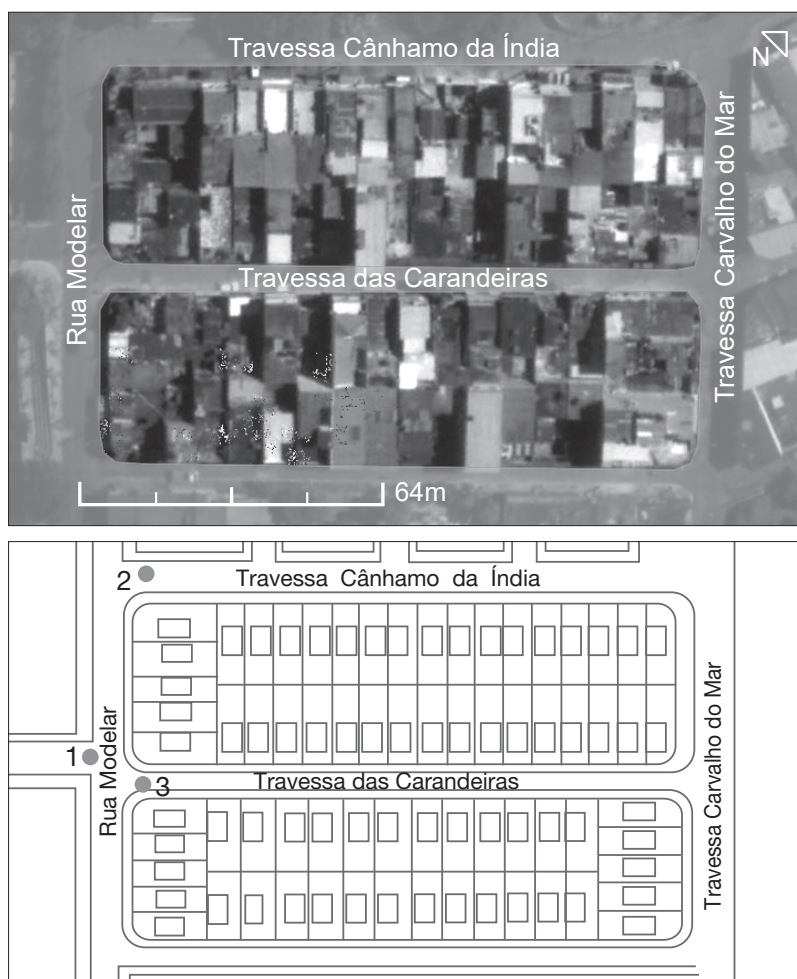 Travessa Cânhamo da Índia
N
Rua Modelar
Travessa Carvalho do Mar
Travessa das Carandeiras
64m
2
Travessa Cânhamo da Índia
Rua Modelar
Travessa Carvalho do Mar
1
3
Travessa das Carandeiras